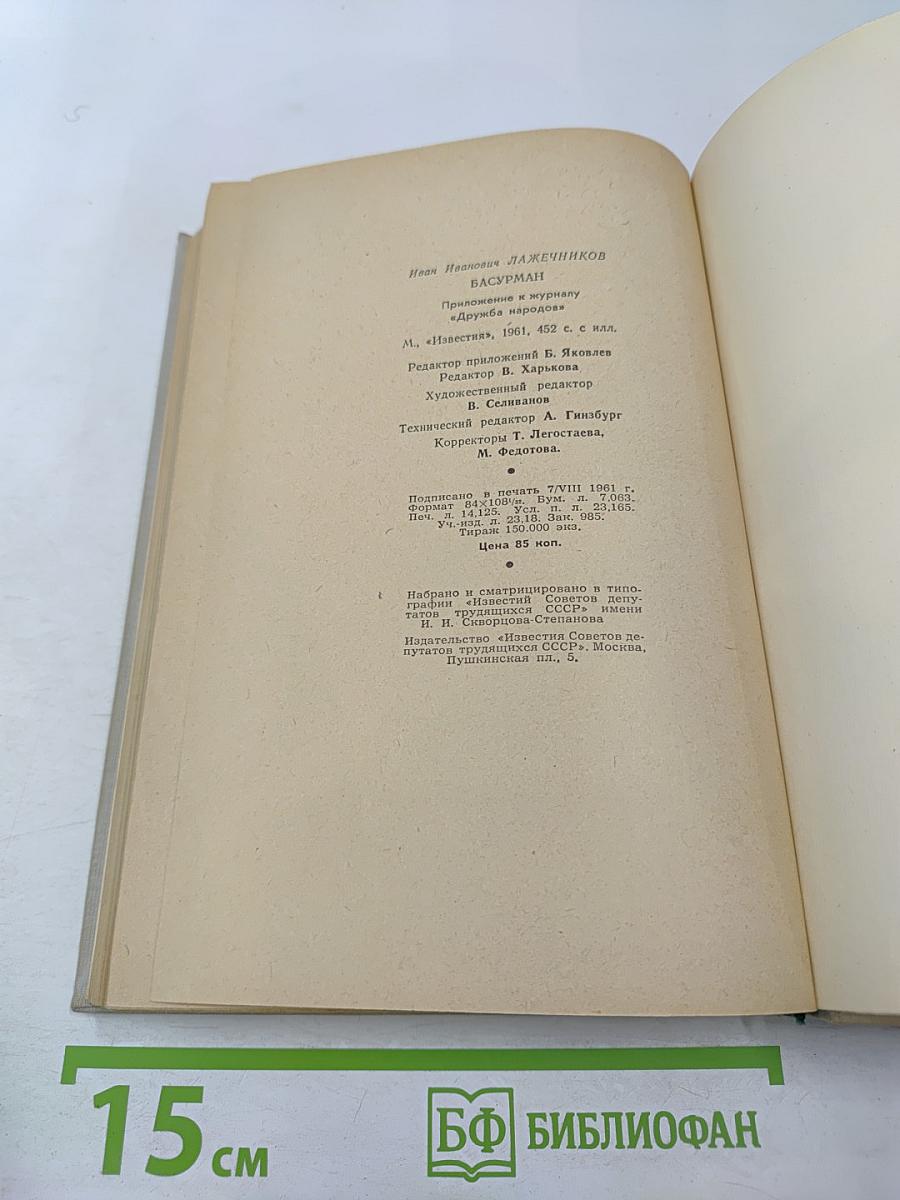 Иван Иванович ЛАЖЕЧНИКОВ
БАСУРМАН
Приложение к журналу
«Дружба народов»
М., «Известия», 1961, 452 с. с илл.
Редактор приложений Б. Яковлев
Редактор В. Харькова
Художественный редактор
В. Селиванов
Технический редактор А. Гинзбург
Корректоры Т. Легостаева,
М. Федотова.
Подписано в печать 7/VIII 1961 г.
Формат 84×108¹/₃₂. Бум. л. 7,063.
Печ. л. 14,125. Усл. п. л. 23,165.
Уч.-изд. л. 23,18. Зак. 985.
Тираж 150.000 экз.
Цена 85 коп.
Набрано и сматрицировано в типо-
графии «Известий Советов депу-
татов трудящихся СССР» имени
И. И. Скворцова-Степанова
Издательство «Известия Советов де-
путатов трудящихся СССР». Москва,
Пушкинская пл., 5.
15 см
БФ БИБЛИОФАН